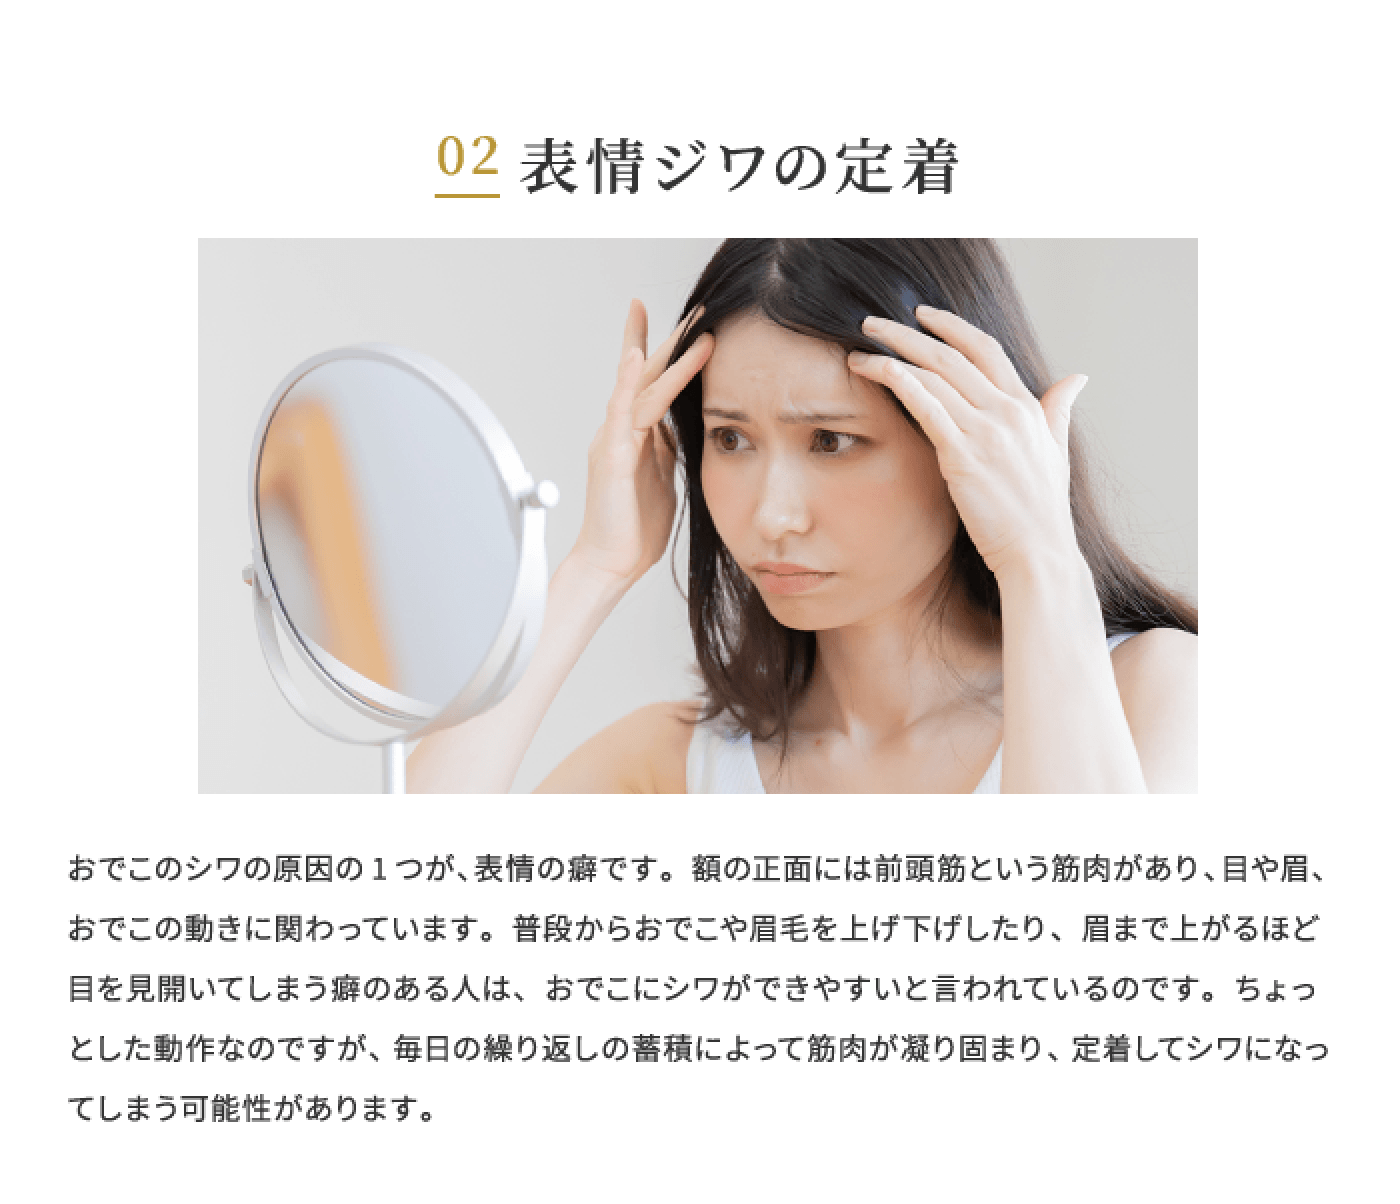 02 表情ジワの定着
おでこのシワの原因の1つが、表情の癖です。額の正面には前頭筋という筋肉があり、目や眉、
おでこの動きに関わっています。普段からおでこや眉毛を上げ下げしたり、眉まで上がるほど
目を見開いてしまう癖のある人は、おでこにシワができやすいと言われているのです。ちょっ
とした動作なのですが、毎日の繰り返しの蓄積によって筋肉が凝り固まり、定着してシワになっ
てしまう可能性があります。